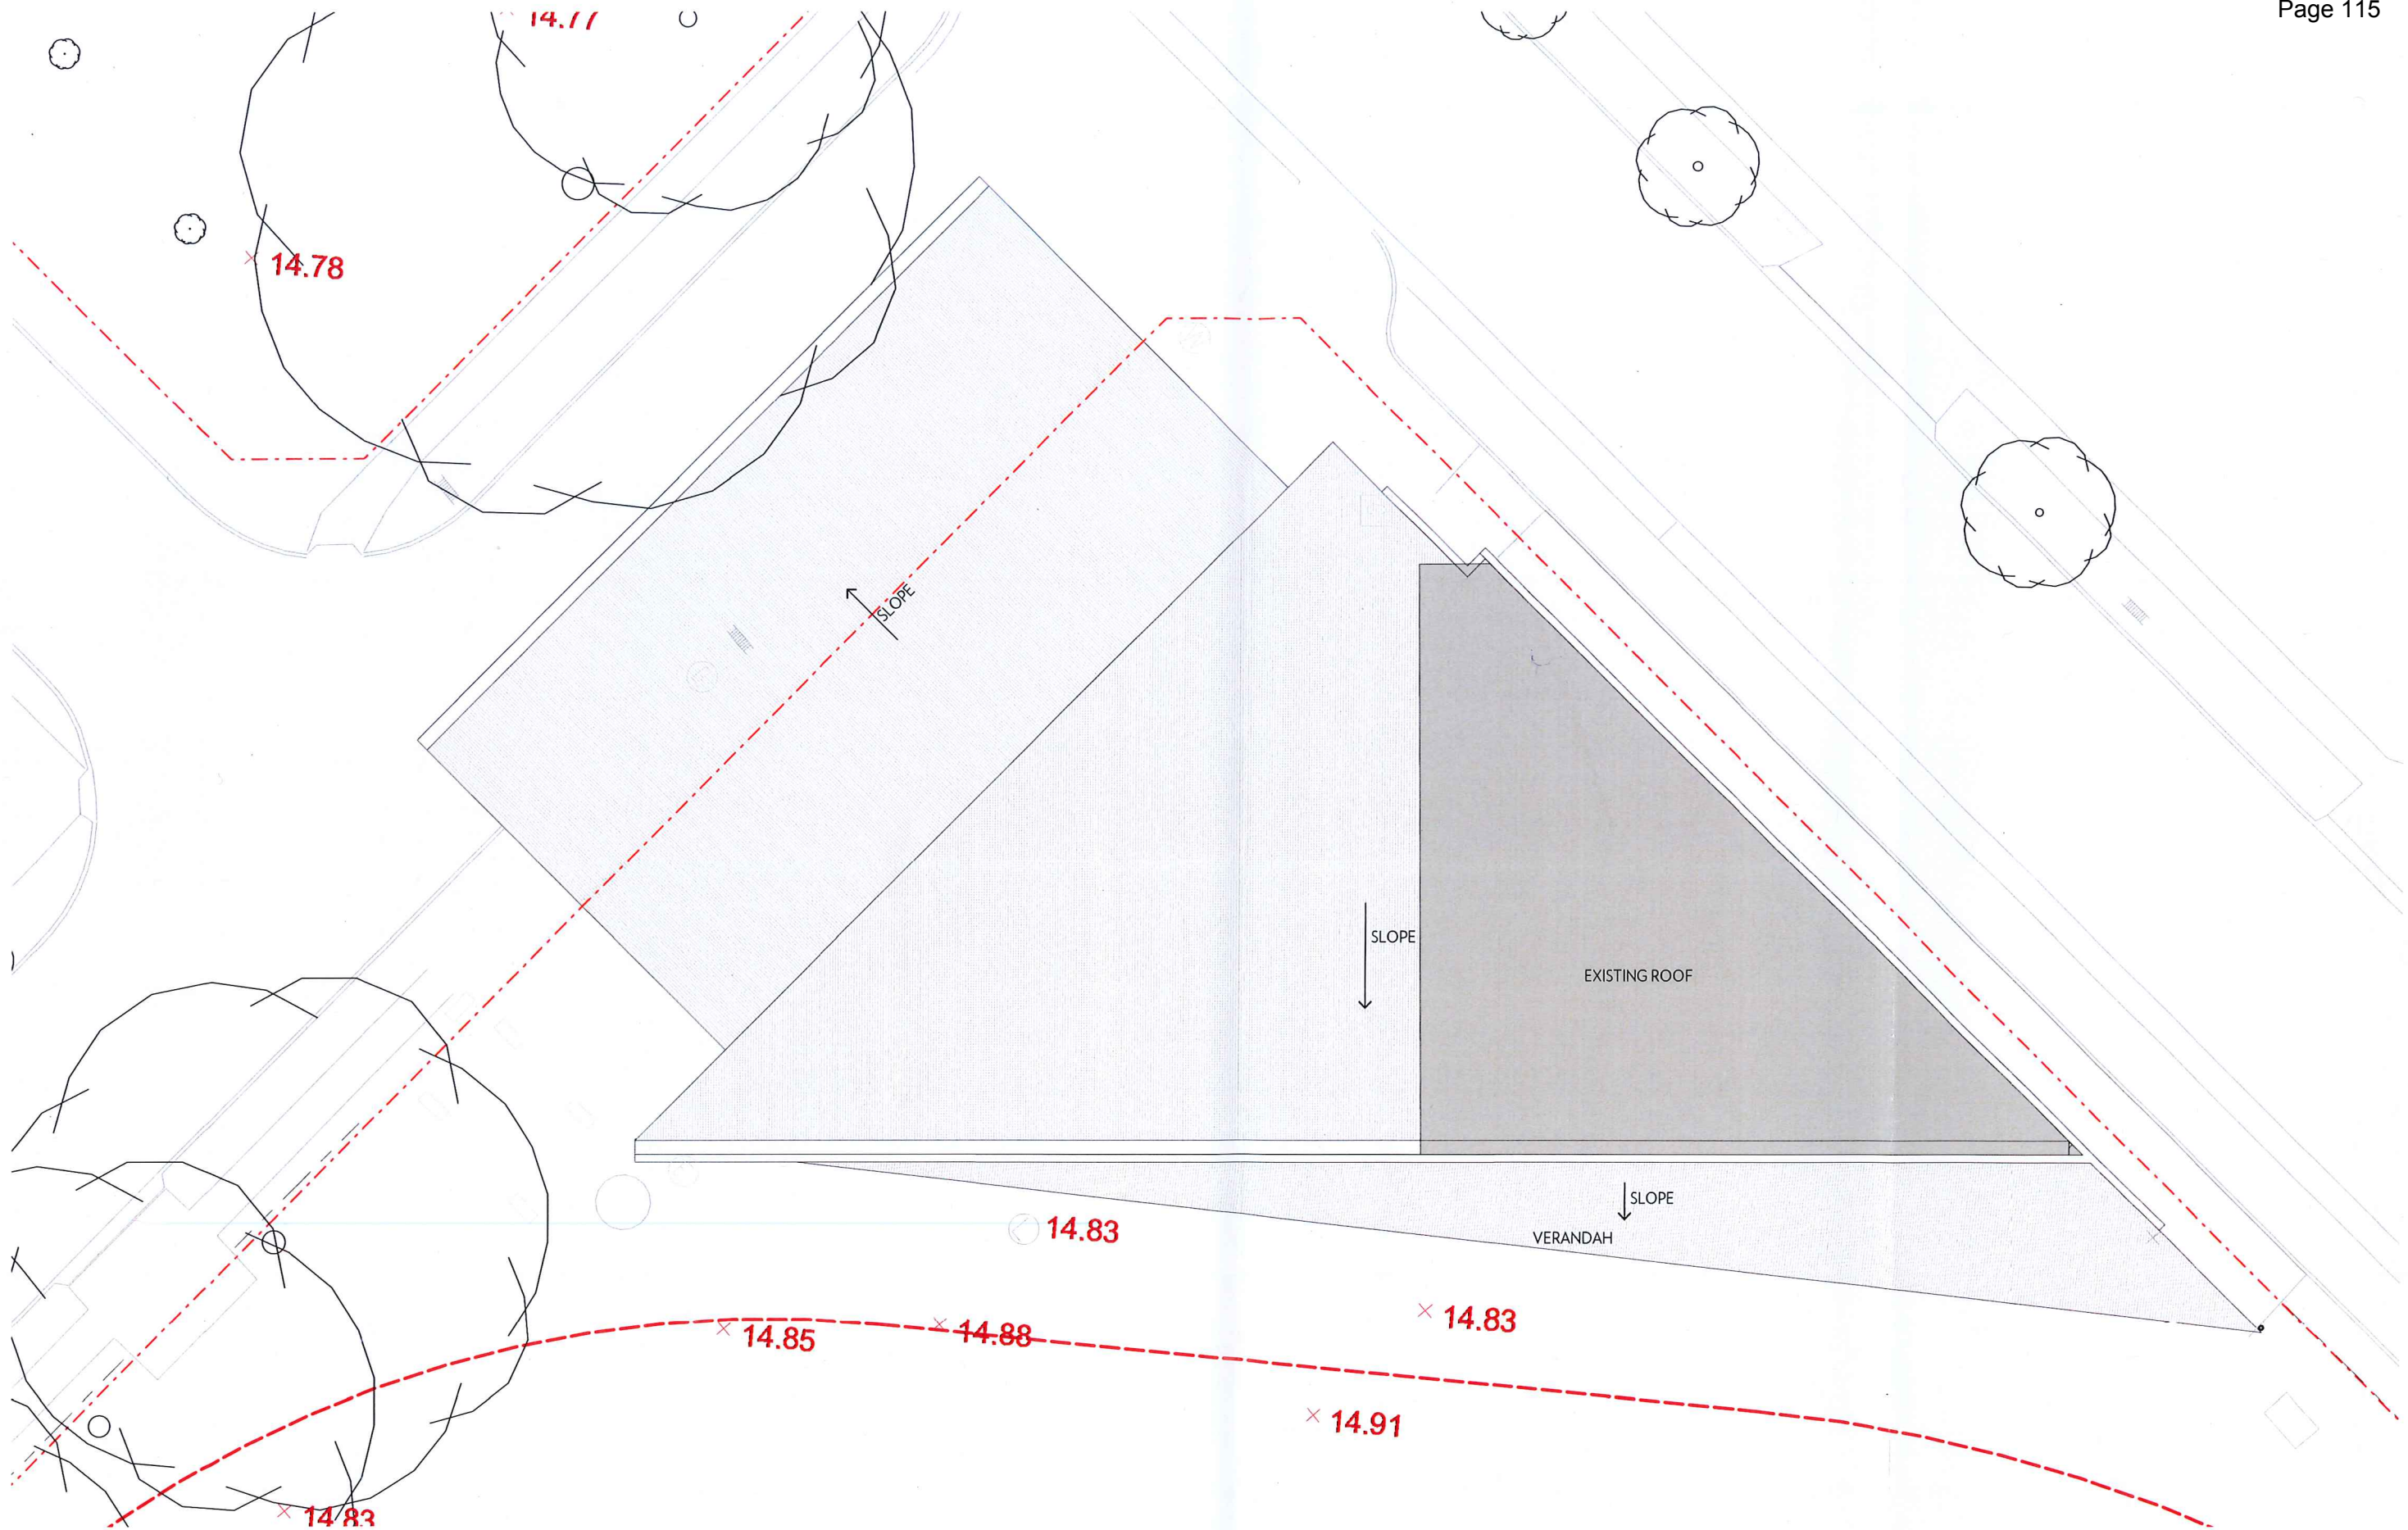 Page 115
14.77
14.78
SLOPE
SLOPE
EXISTING ROOF
SLOPE
14.83
VERANDAH
14.83
14.85
14.88
14.91
14.83